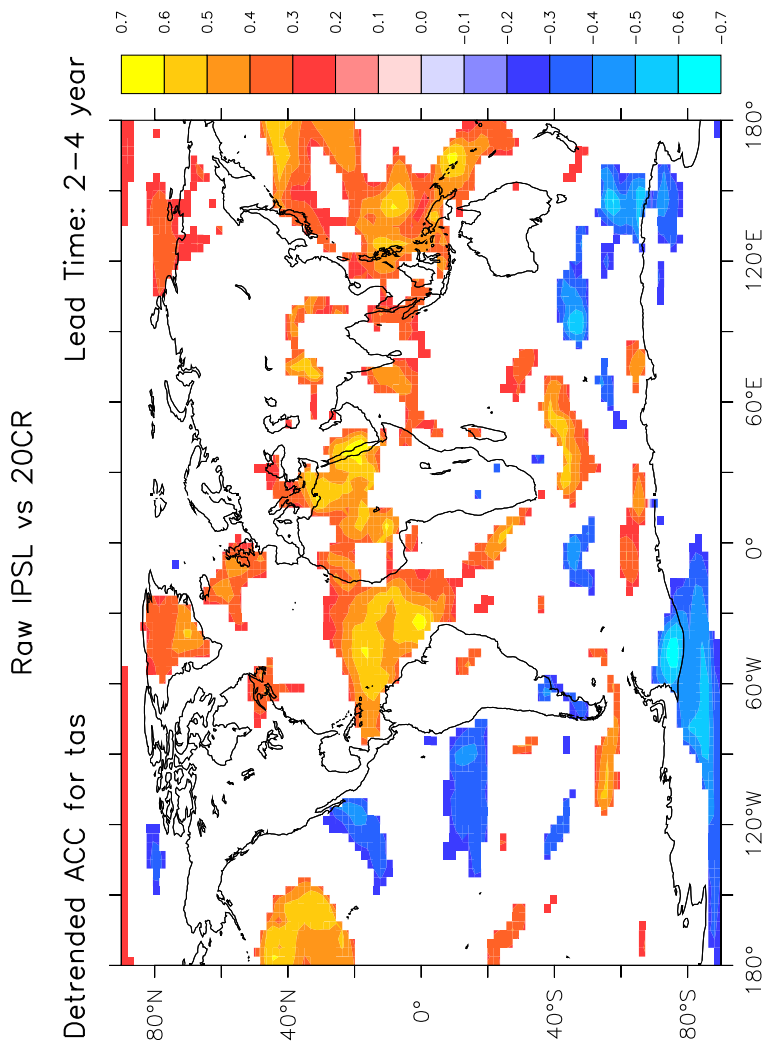 Raw IPSL vs 20CR
Detrended ACC for tas Lead Time: 2−4 year
80°N
40°N
0°
40°S
80°S
180° 120°W 60°W 0° 60°E 120°E 180°
0.7
0.6
0.5
0.4
0.3
0.2
0.1
0.0
−0.1
−0.2
−0.3
−0.4
−0.5
−0.6
−0.7